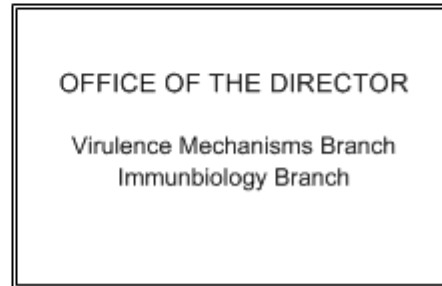 OFFICE OF THE DIRECTOR
Virulence Mechanisms Branch
Immunbiology Branch